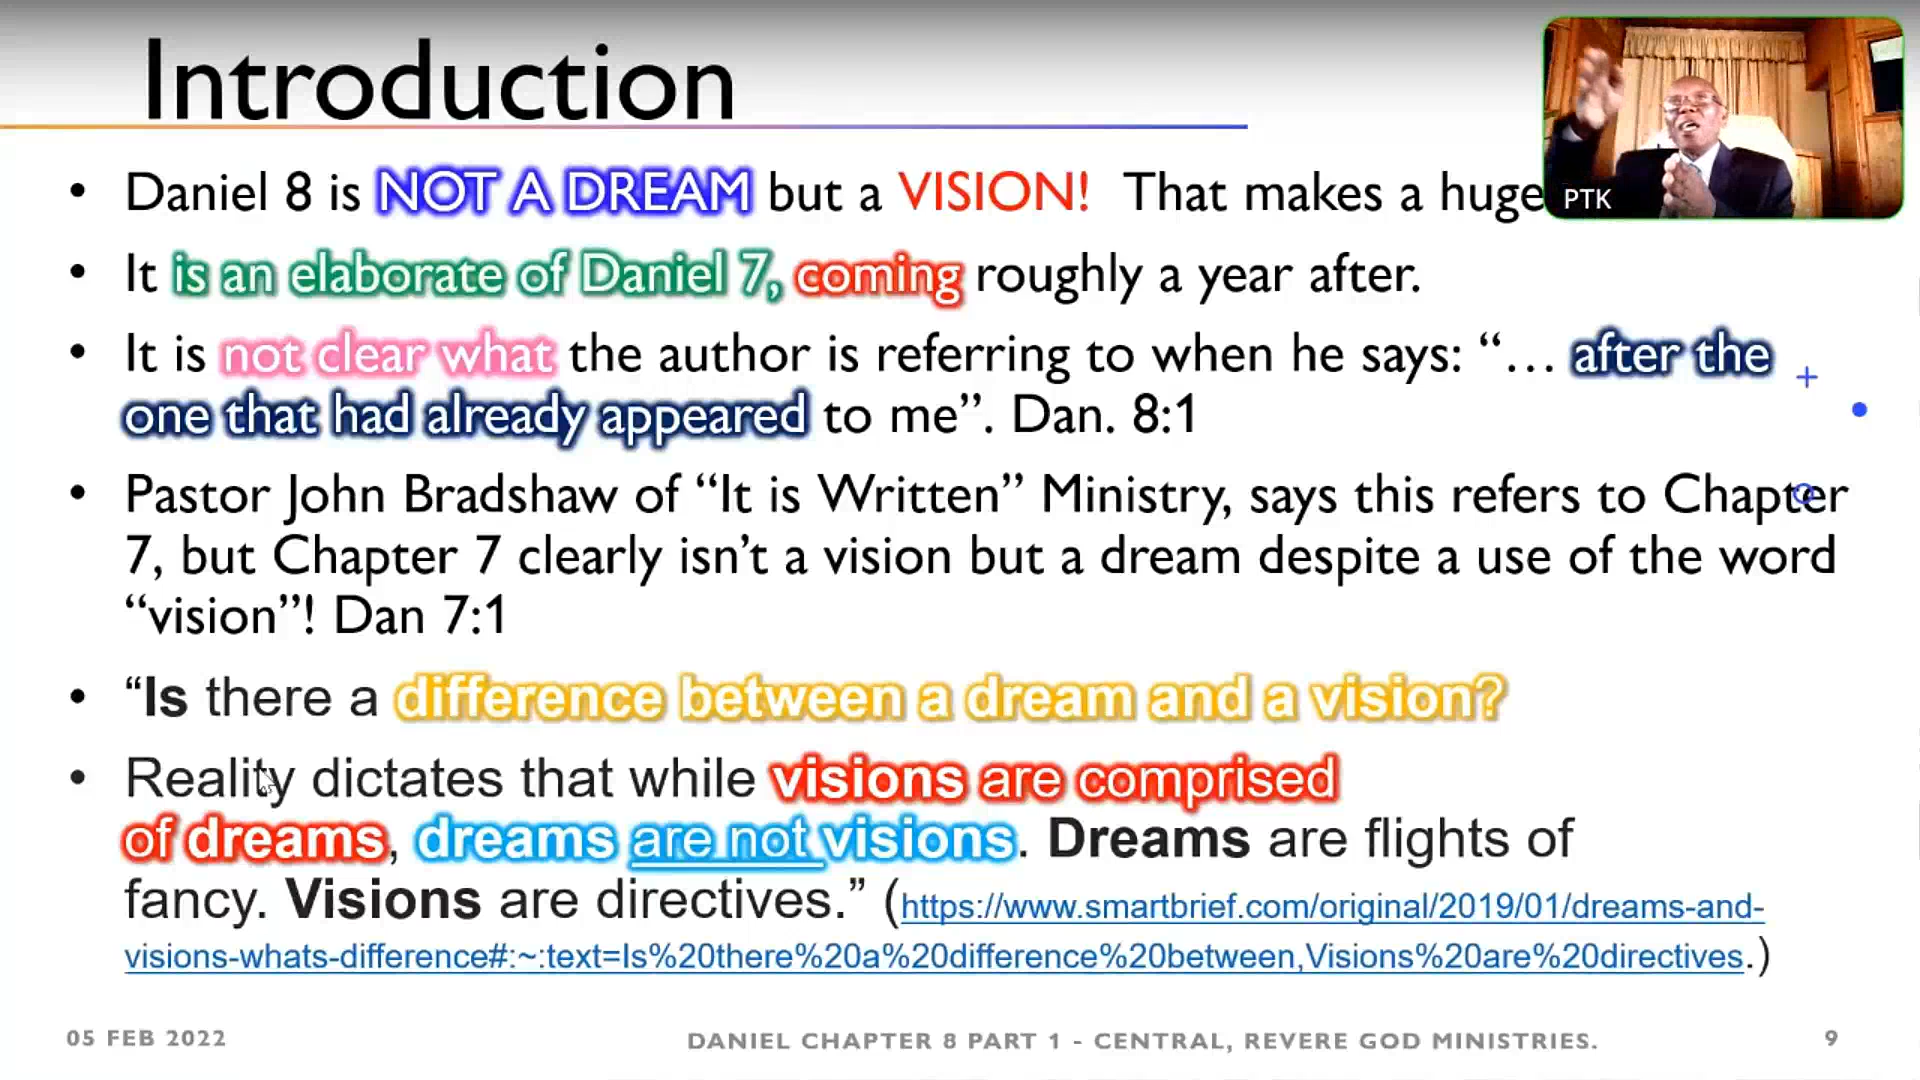 Introduction
PTK
• Daniel 8 is NOT A DREAM but a VISION! That makes a huge
• It is an elaborate of Daniel 7, coming roughly a year after.
• It is not clear what the author is referring to when he says: “… after the
one that had already appeared to me”. Dan. 8:1
• Pastor John Bradshaw of “It is Written” Ministry, says this refers to Chapter
7, but Chapter 7 clearly isn’t a vision but a dream despite a use of the word
“vision”! Dan 7:1
• “Is there a difference between a dream and a vision?
• Reality dictates that while visions are comprised
of dreams, dreams are not visions. Dreams are flights of
fancy. Visions are directives.” (https://www.smartbrief.com/original/2019/01/dreams-and-
visions-whats-difference#:~:text=Is%20there%20a%20difference%20between,Visions%20are%20directives.)
05 FEB 2022
DANIEL CHAPTER 8 PART 1 - CENTRAL, REVERE GOD MINISTRIES.
9